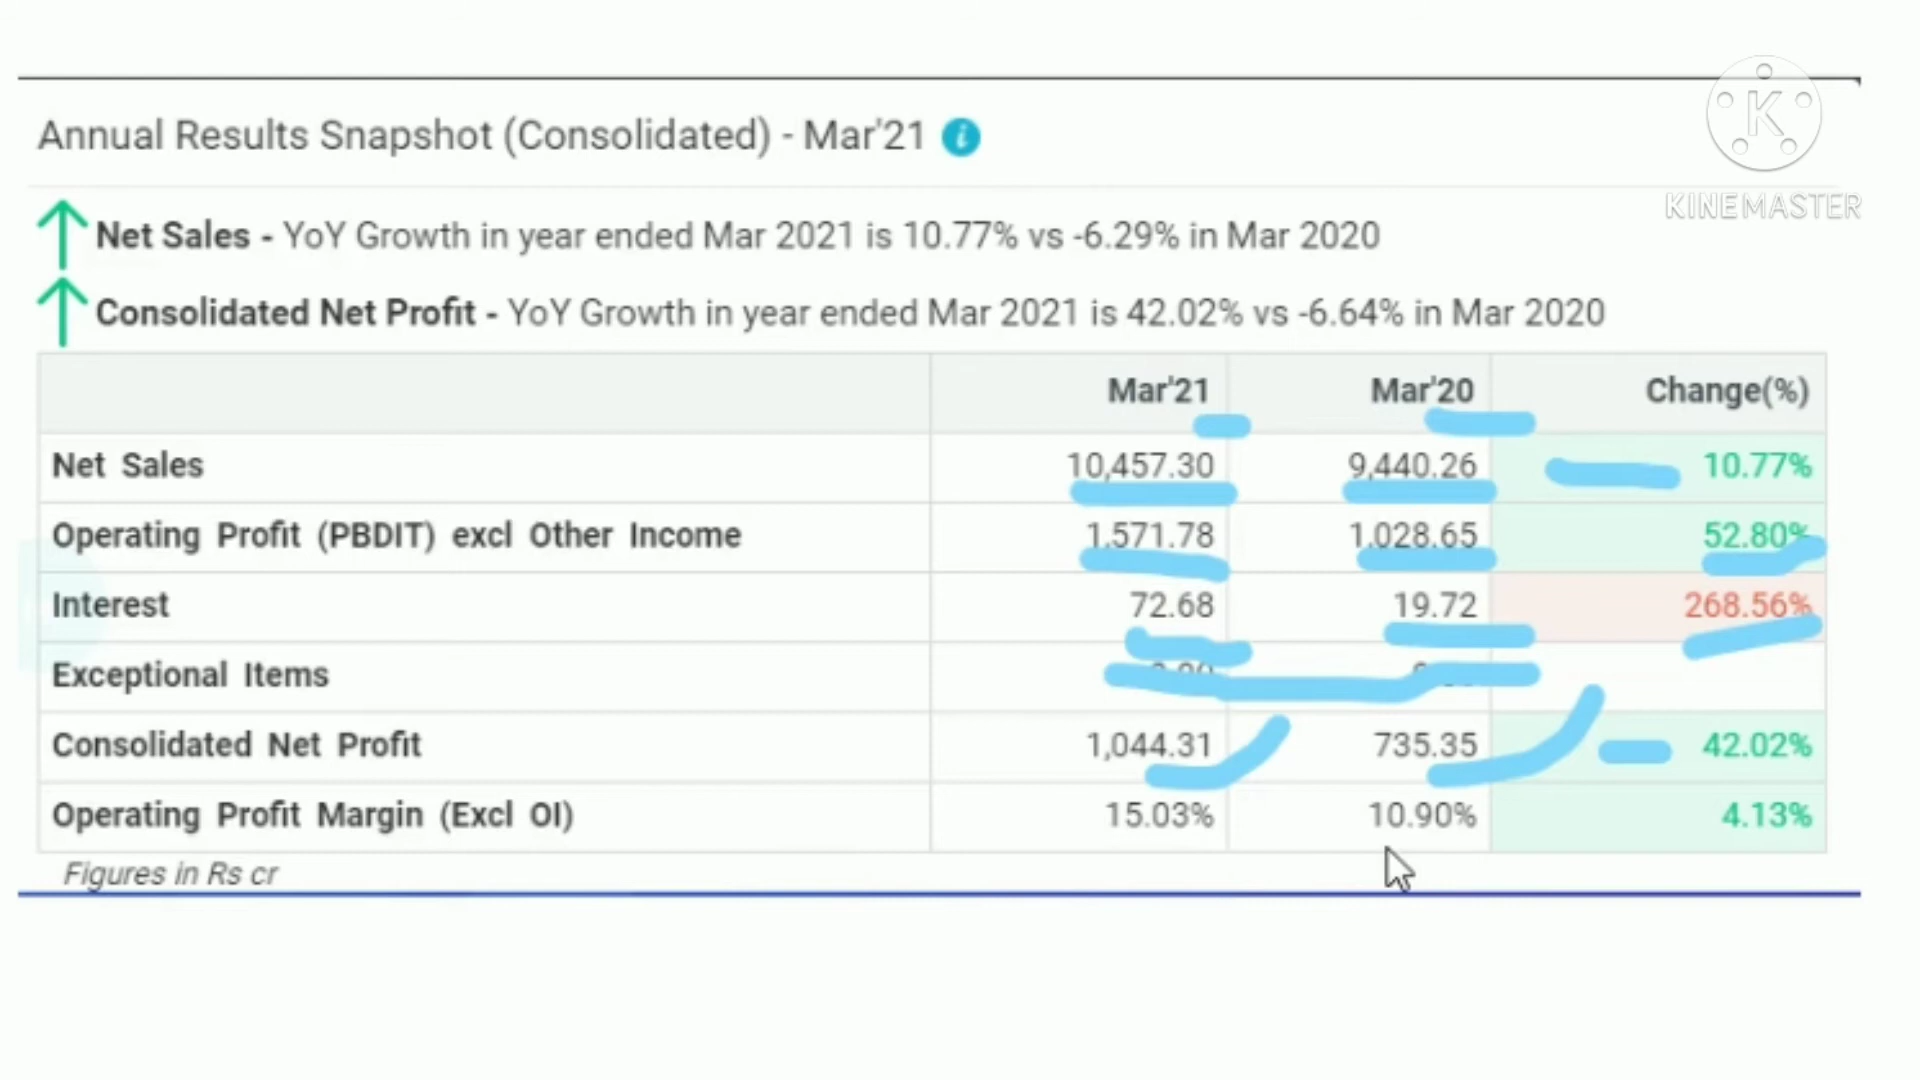 K
KINEMASTER
Annual Results Snapshot (Consolidated) - Mar'21 i
Net Sales - YoY Growth in year ended Mar 2021 is 10.77% vs -6.29% in Mar 2020
Consolidated Net Profit - YoY Growth in year ended Mar 2021 is 42.02% vs -6.64% in Mar 2020
Mar'21 Mar'20 Change(%)
Net Sales 10,457.30 9,440.26 10.77%
Operating Profit (PBDIT) excl Other Income 1,571.78 1,028.65 52.80%
Interest 72.68 19.72 268.56%
Exceptional Items
Consolidated Net Profit 1,044.31 735.35 42.02%
Operating Profit Margin (Excl OI) 15.03% 10.90% 4.13%
Figures in Rs cr